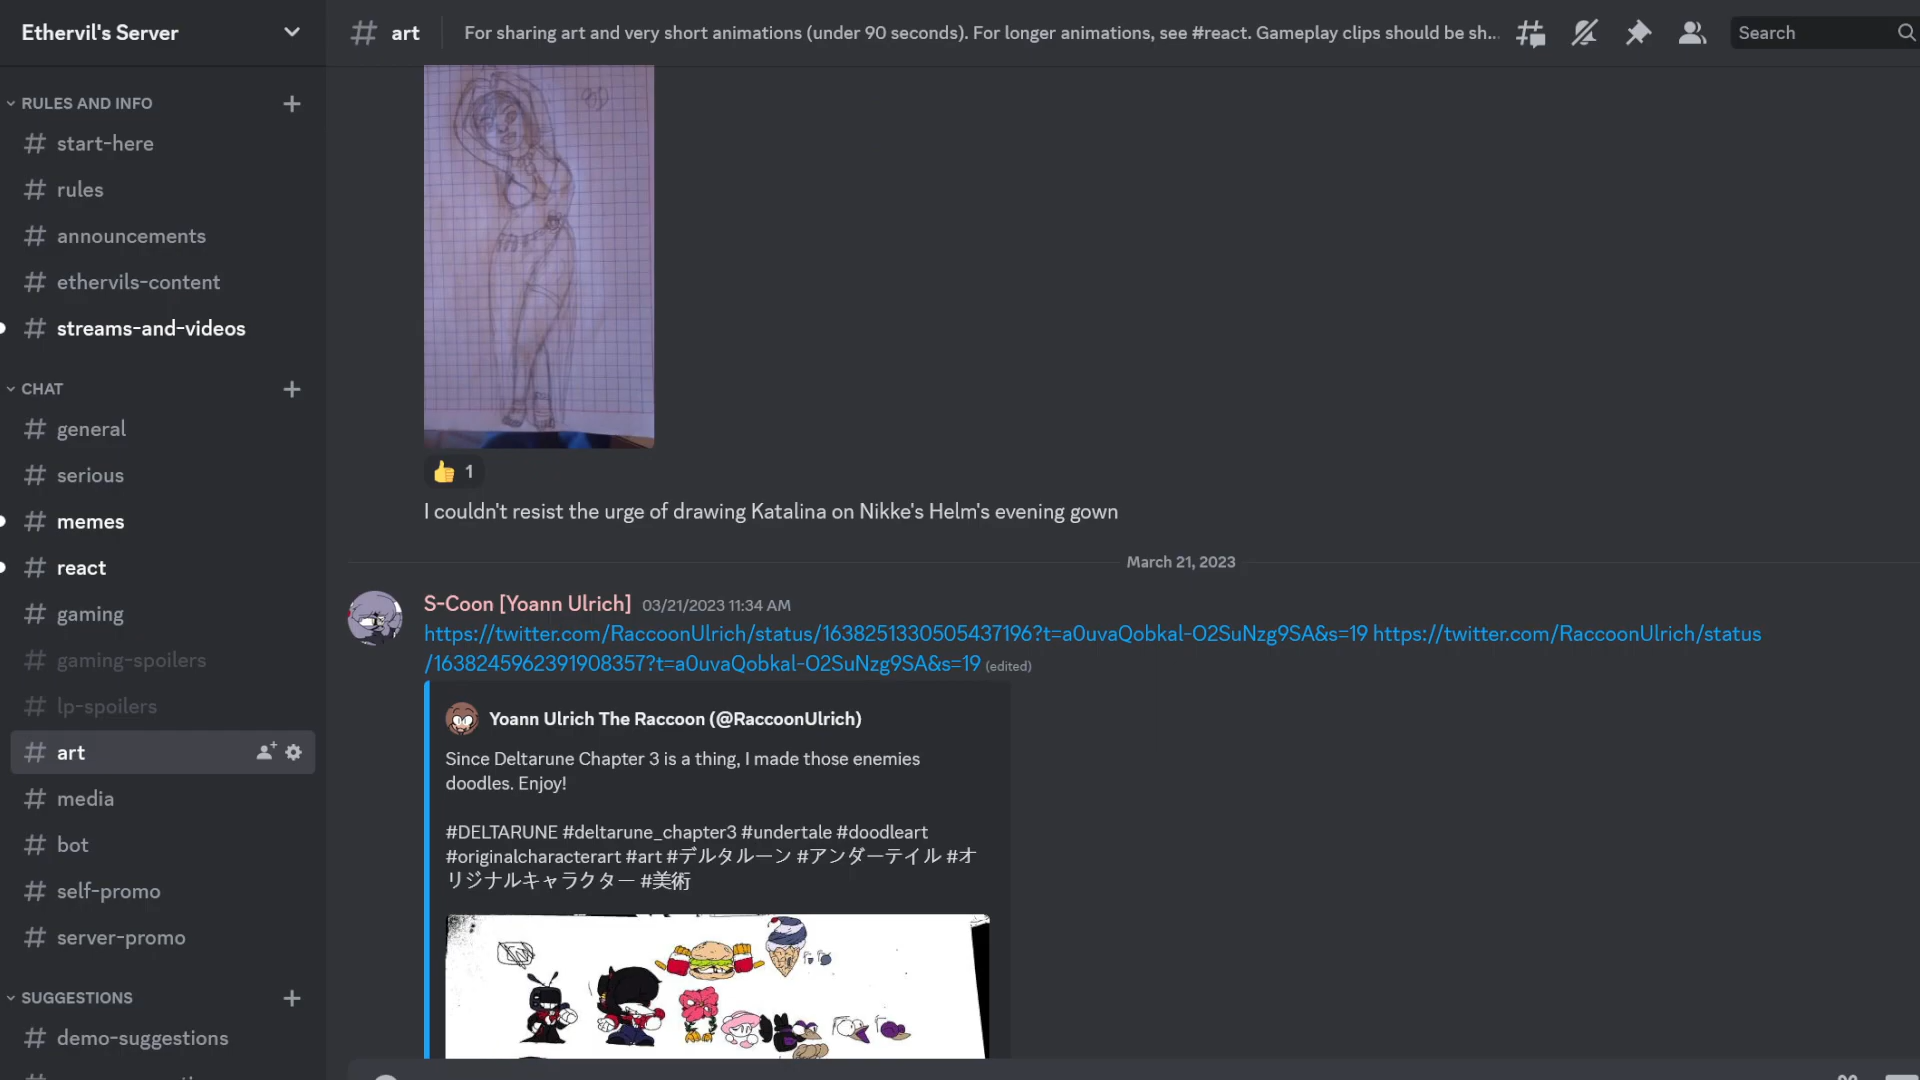 Ethervil's Server
# art
For sharing art and very short animations (under 90 seconds). For longer animations, see #react. Gameplay clips should be sh...
Search
RULES AND INFO
# start-here
# rules
# announcements
# ethervils-content
# streams-and-videos
CHAT
# general
# serious
# memes
# react
# gaming
# gaming-spoilers
# lp-spoilers
# art
# media
# bot
# self-promo
# server-promo
SUGGESTIONS
# demo-suggestions
👍 1
I couldn't resist the urge of drawing Katalina on Nikke's Helm's evening gown
March 21, 2023
S-Coon [Yoann Ulrich] 03/21/2023 11:34 AM
https://twitter.com/RaccoonUlrich/status/1638251330505437196?t=a0uvaQobkal-O2SuNzg9SA&s=19 https://twitter.com/RaccoonUlrich/status
/1638245962391908357?t=a0uvaQobkal-O2SuNzg9SA&s=19 (edited)
Yoann Ulrich The Raccoon (@RaccoonUlrich)
Since Deltarune Chapter 3 is a thing, I made those enemies
doodles. Enjoy!
#DELTARUNE #deltarune_chapter3 #undertale #doodleart
#originalcharacterart #art #デルタルーン #アンダーテイル #オ
リジナルキャラクター #美術